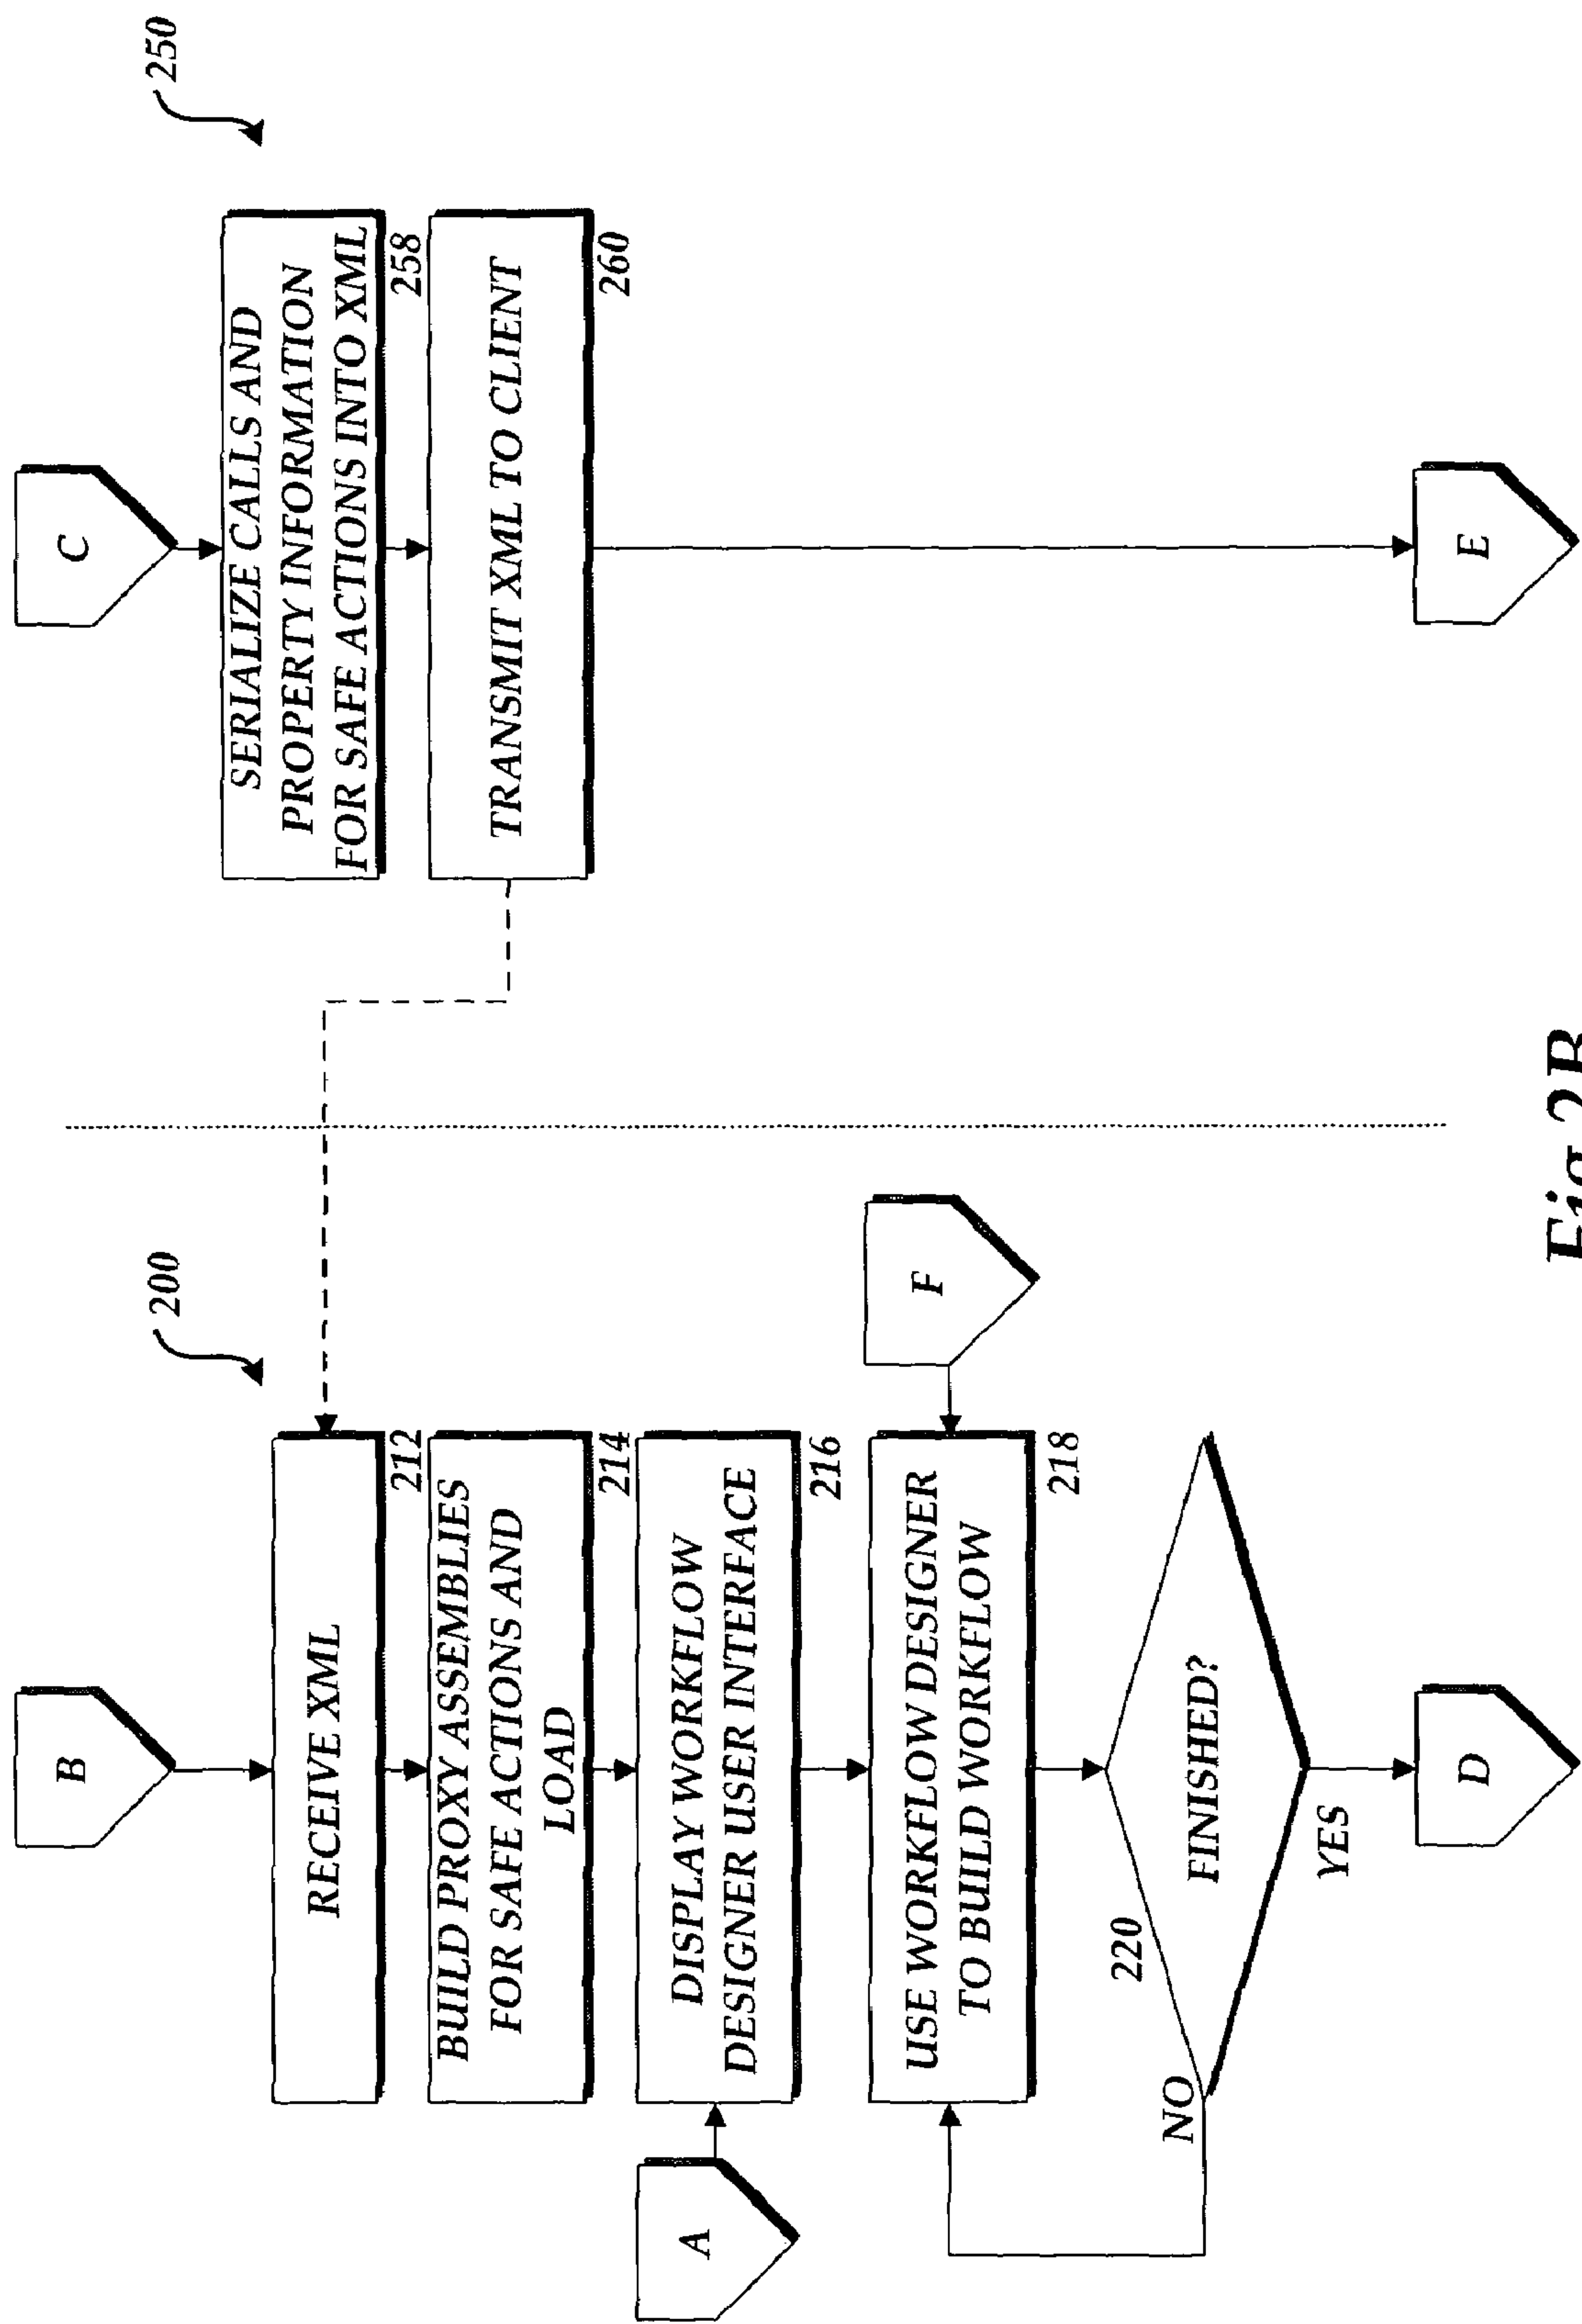 200
250
B
C
RECEIVE XML
212
SERIALIZE CALLS AND
PROPERTY INFORMATION
FOR SAFE ACTIONS INTO XML
258
BUILD PROXY ASSEMBLIES
FOR SAFE ACTIONS AND
LOAD
214
TRANSMIT XML TO CLIENT
260
A
DISPLAY WORKFLOW
DESIGNER USER INTERFACE
216
USE WORKFLOW DESIGNER
TO BUILD WORKFLOW
218
F
220
FINISHED?
NO
YES
D
E
Fig.2B